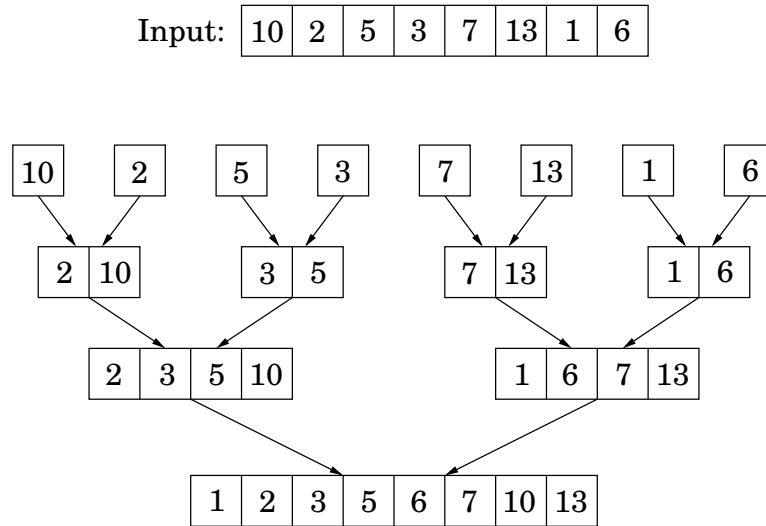 Input: 10 2 5 3 7 13 1 6
10 2 5 3 7 13 1 6
2 10 3 5 7 13 1 6
2 3 5 10 1 6 7 13
1 2 3 5 6 7 10 13